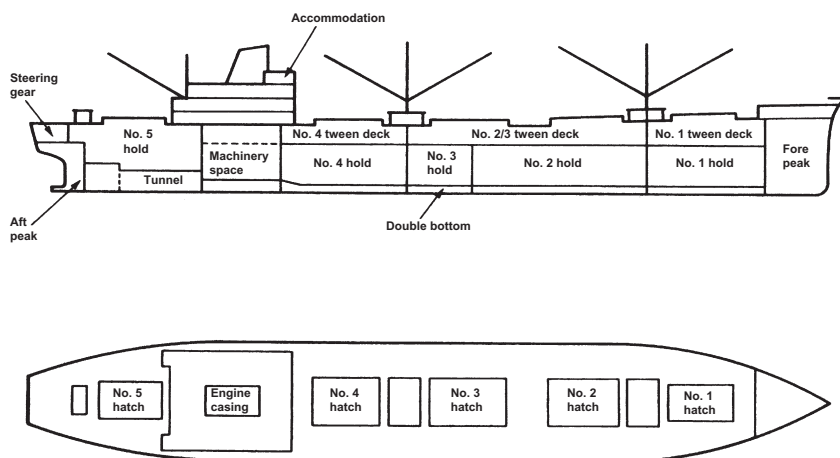 Accommodation
Steering
gear
No. 5
hold
No. 4 tween deck
No. 2/3 tween deck
No. 1 tween deck
Machinery
space
No. 4 hold
No. 3
hold
No. 2 hold
No. 1 hold
Fore
peak
Tunnel
Aft
peak
Double bottom
No. 5
hatch
Engine
casing
No. 4
hatch
No. 3
hatch
No. 2
hatch
No. 1
hatch